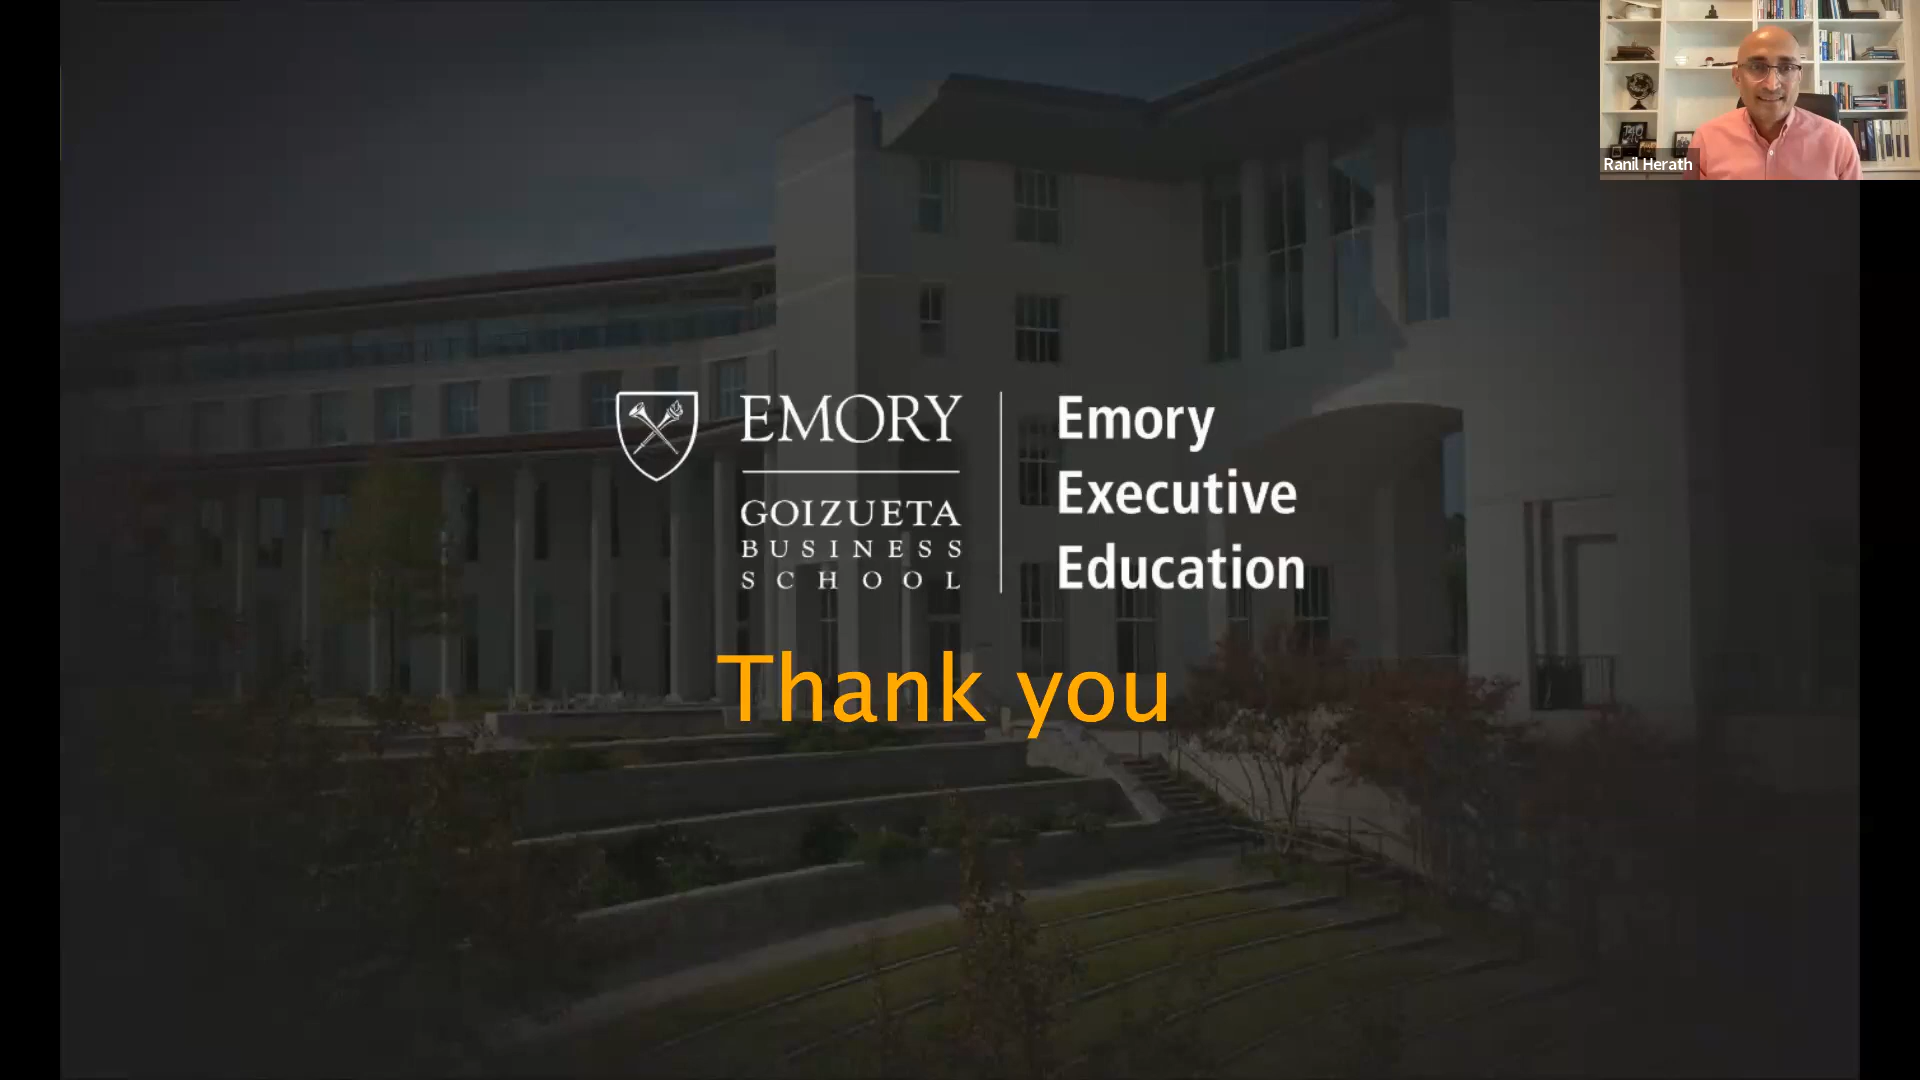 Ranil Herath
EMORY
GOIZUETA
BUSINESS
SCHOOL
Emory
Executive
Education
Thank you